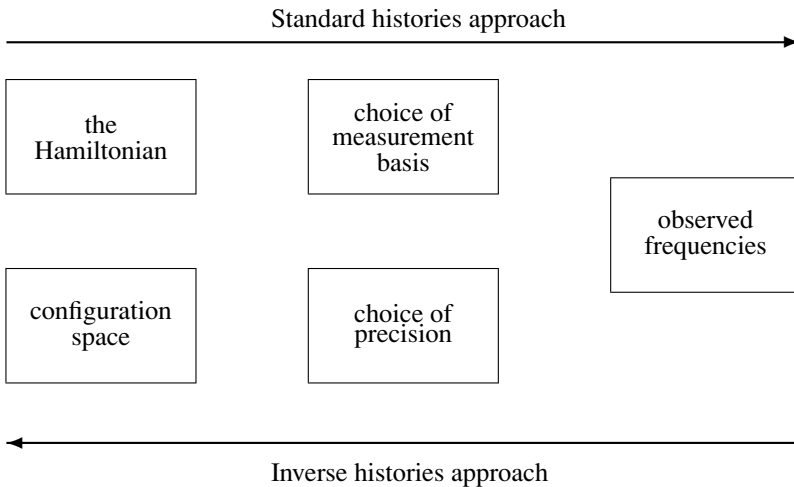 Standard histories approach
the
Hamiltonian
choice of
measurement
basis
observed
frequencies
configuration
space
choice of
precision
Inverse histories approach